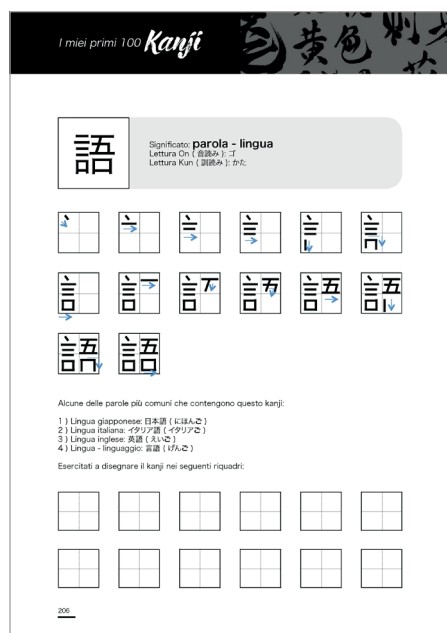 I miei primi 100 Kanji
語
Significato: parola - lingua
Lettura On ( 音読み ): ゴ
Lettura Kun ( 訓読み ): かた
Alcune delle parole più comuni che contengono questo kanji:
1 ) Lingua giapponese: 日本語 ( にほんご )
2 ) Lingua italiana: イタリア語 ( イタリアご )
3 ) Lingua inglese: 英語 ( えいご )
4 ) Lingua - linguaggio: 言語 ( げんご )
Esercitati a disegnare il kanji nei seguenti riquadri:
206